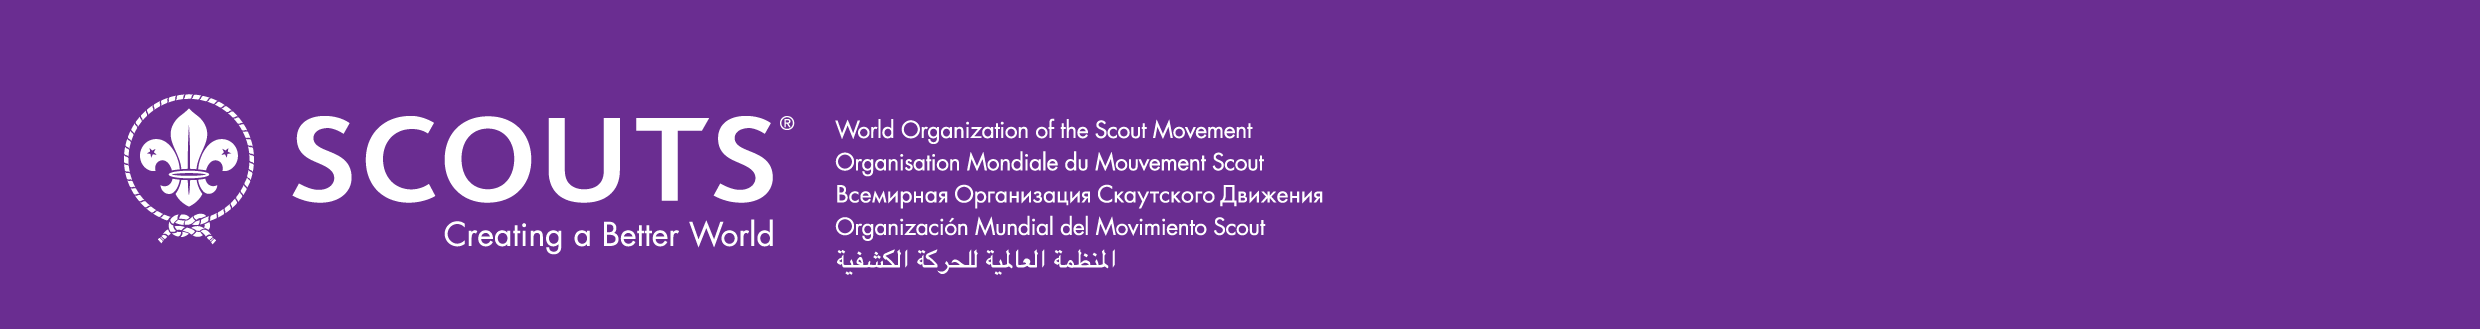 SCOUTS®
Creating a Better World
World Organization of the Scout Movement
Organisation Mondiale du Mouvement Scout
Всемирная Организация Скаутского Движения
Organización Mundial del Movimiento Scout
المنظمة العالمية للحركة الكشفية